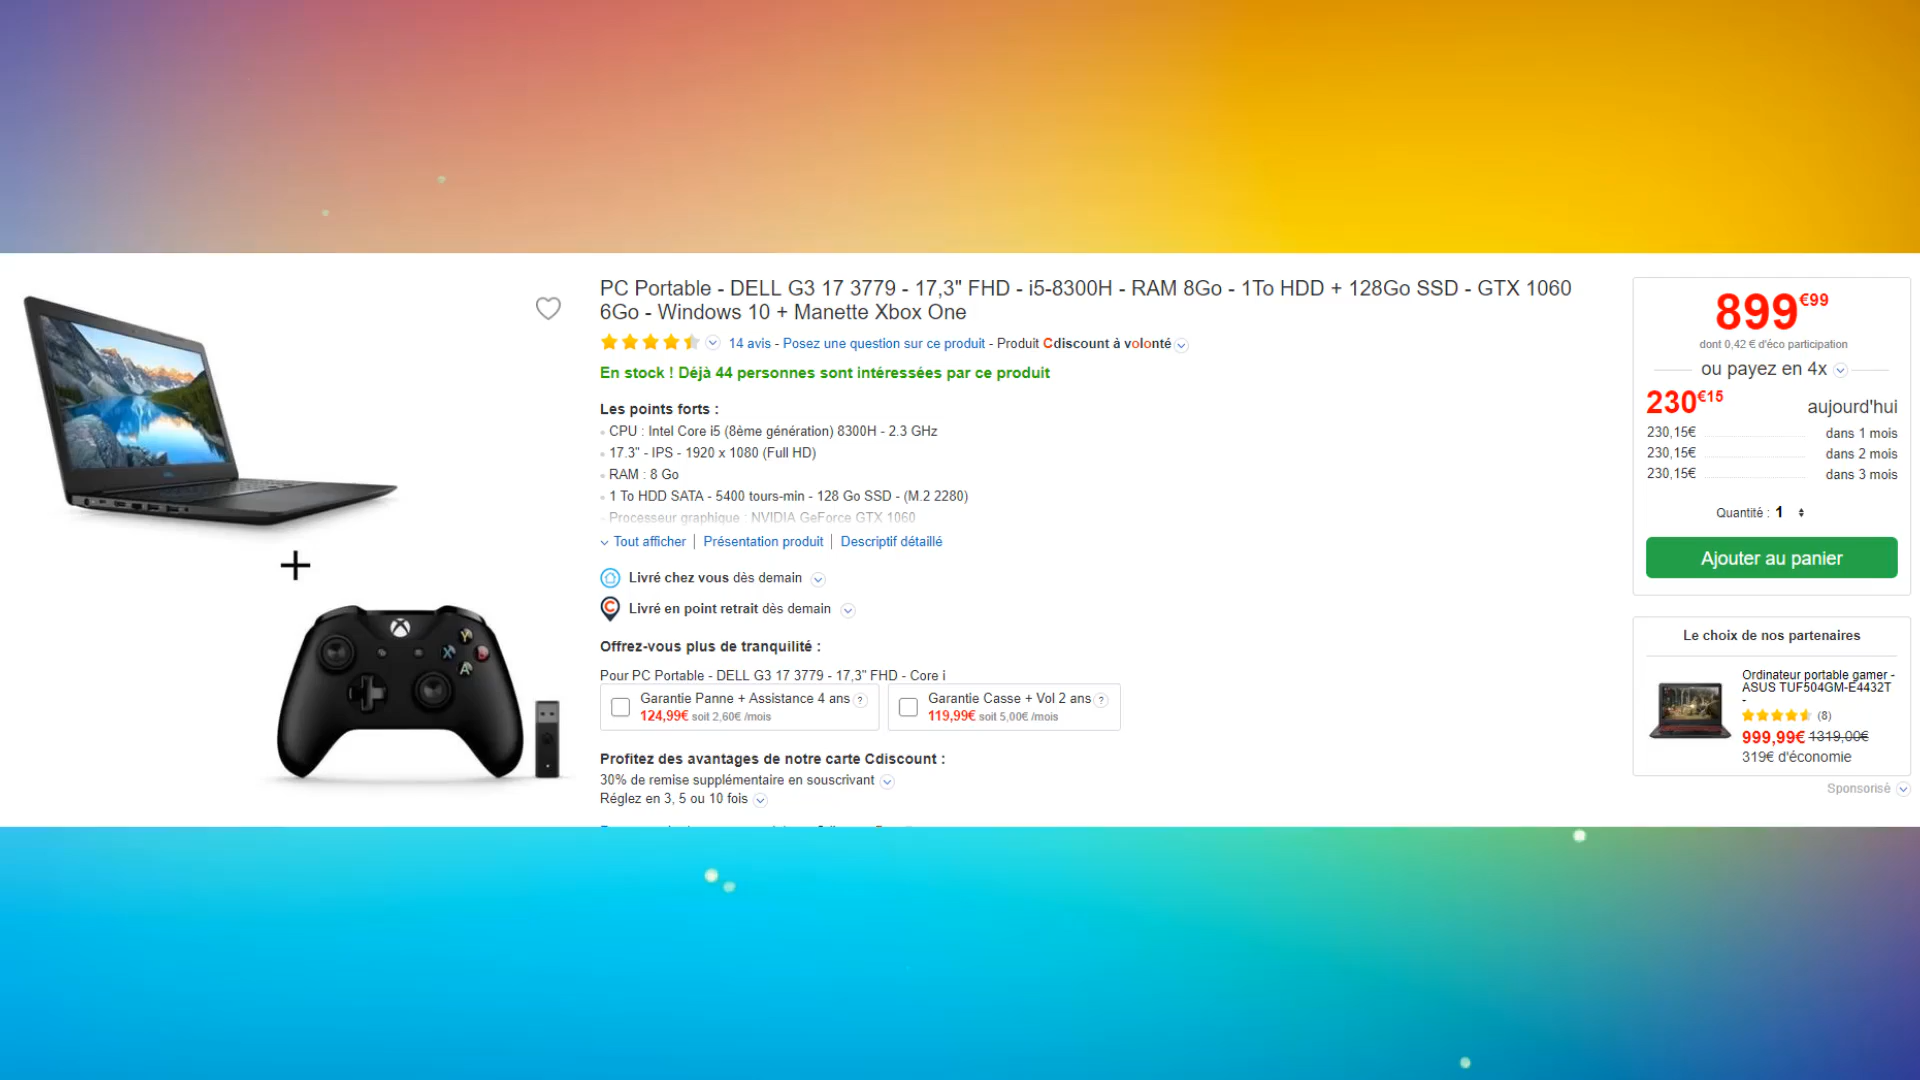 PC Portable - DELL G3 17 3779 - 17,3" FHD - i5-8300H - RAM 8Go - 1To HDD + 128Go SSD - GTX 1060
6Go - Windows 10 + Manette Xbox One
14 avis - Posez une question sur ce produit - Produit Cdiscount à volonté
En stock ! Déjà 44 personnes sont intéressées par ce produit
Les points forts :
CPU : Intel Core i5 (8ème génération) 8300H - 2.3 GHz
17.3" - IPS - 1920 x 1080 (Full HD)
RAM : 8 Go
1 To HDD SATA - 5400 tours-min - 128 Go SSD - (M.2 2280)
Processeur graphique : NVIDIA GeForce GTX 1060
Tout afficher | Présentation produit | Descriptif détaillé
Livré chez vous dès demain
Livré en point retrait dès demain
Offrez-vous plus de tranquilité :
Pour PC Portable - DELL G3 17 3779 - 17,3" FHD - Core i
Garantie Panne + Assistance 4 ans ?
124,99€ soit 2,60€ /mois
Garantie Casse + Vol 2 ans ?
119,99€ soit 5,00€ /mois
Profitez des avantages de notre carte Cdiscount :
30% de remise supplémentaire en souscrivant
Réglez en 3, 5 ou 10 fois
899€99
dont 0,42 € d'éco participation
ou payez en 4x
230€15 aujourd'hui
230,15€ dans 1 mois
230,15€ dans 2 mois
230,15€ dans 3 mois
Quantité : 1
Ajouter au panier
Le choix de nos partenaires
Ordinateur portable gamer -
ASUS TUF504GM-E4432T
-
(8)
999,99€ 1319,00€
319€ d'économie
Sponsorisé